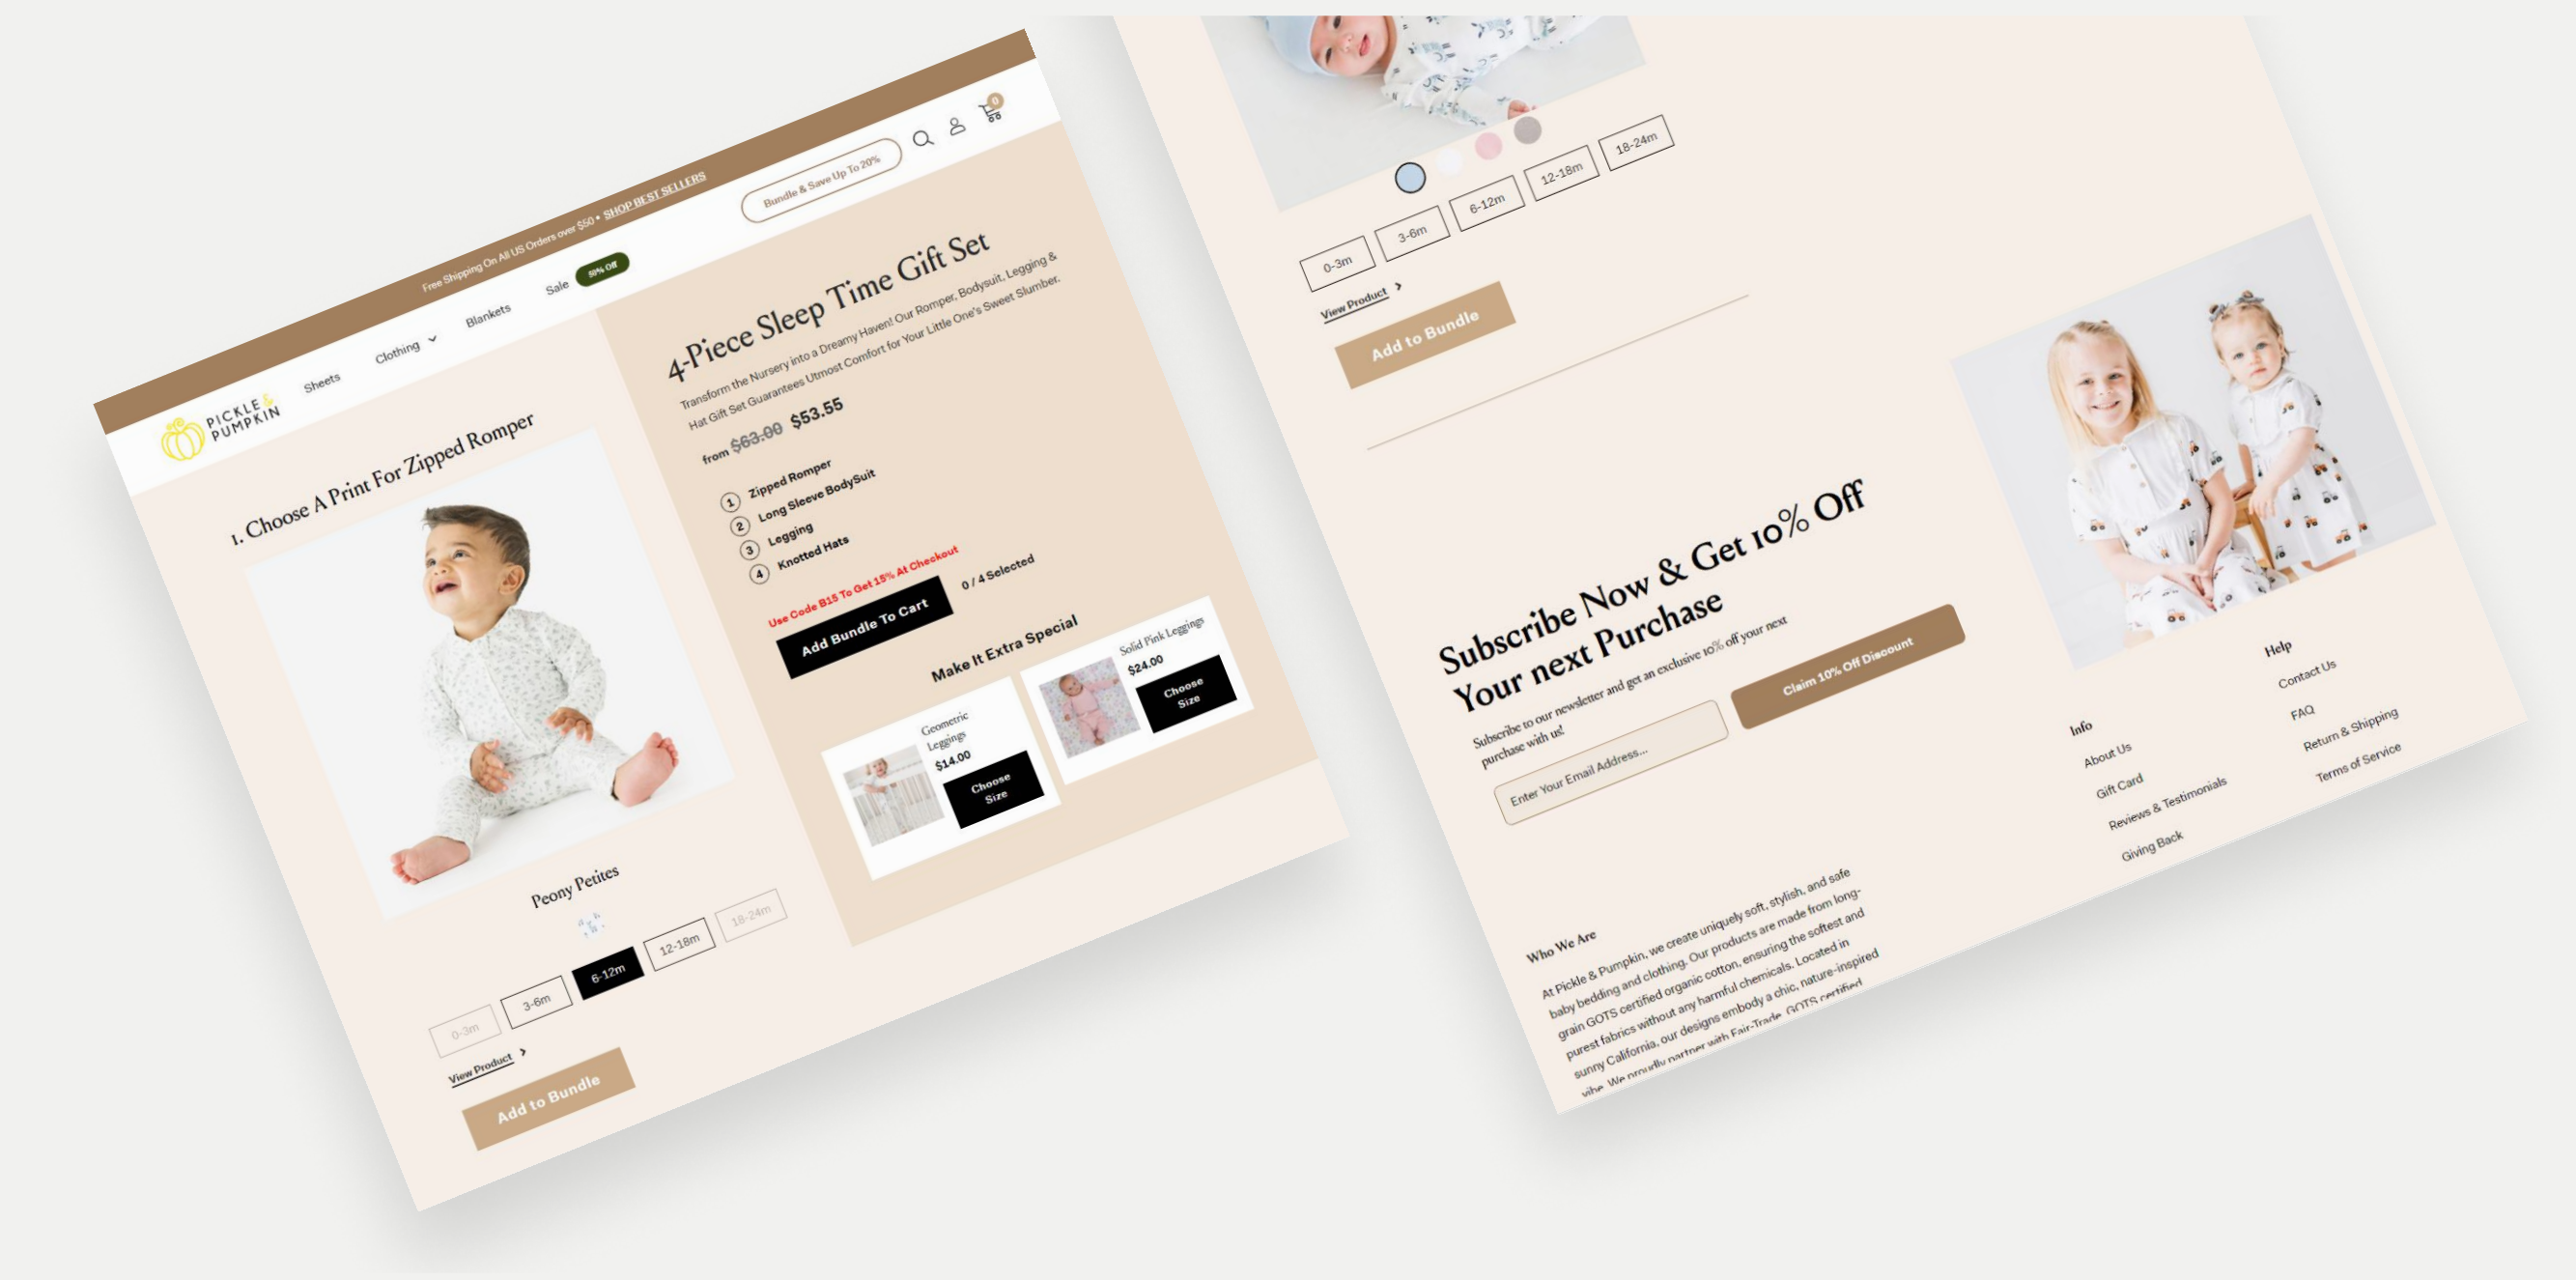 Free Shipping On All US Orders over $50 • SHOP BEST SELLERS
PICKLE &
PUMPKIN
Sheets
Clothing
Blankets
Sale
50% Off
Bundle & Save Up To 20%
0
1. Choose A Print For Zipped Romper
Peony Petites
0-3m
3-6m
6-12m
12-18m
18-24m
View Product
Add to Bundle
4-Piece Sleep Time Gift Set
Transform the Nursery into a Dreamy Haven! Our Romper, Bodysuit, Legging &
Hat Gift Set Guarantees Utmost Comfort for Your Little One's Sweet Slumber.
from $63.00 $53.55
1 Zipped Romper
2 Long Sleeve BodySuit
3 Legging
4 Knotted Hats
Use Code B15 To Get 15% At Checkout
Add Bundle To Cart
0 / 4 Selected
Make It Extra Special
Geometric
Leggings
$14.00
Choose
Size
Solid Pink Leggings
$24.00
Choose
Size
0-3m
3-6m
6-12m
12-18m
18-24m
View Product
Add to Bundle
Subscribe Now & Get 10% Off
Your next Purchase
Subscribe to our newsletter and get an exclusive 10% off your next
purchase with us!
Enter Your Email Address...
Claim 10% Off Discount
Who We Are
At Pickle & Pumpkin, we create uniquely soft, stylish, and safe
baby bedding and clothing. Our products are made from long-
grain GOTS certified organic cotton, ensuring the softest and
purest fabrics without any harmful chemicals. Located in
sunny California, our designs embody a chic, nature-inspired
vibe. We proudly partner with Fair-Trade, GOTS certified
Info
About Us
Gift Card
Reviews & Testimonials
Giving Back
Help
Contact Us
FAQ
Return & Shipping
Terms of Service